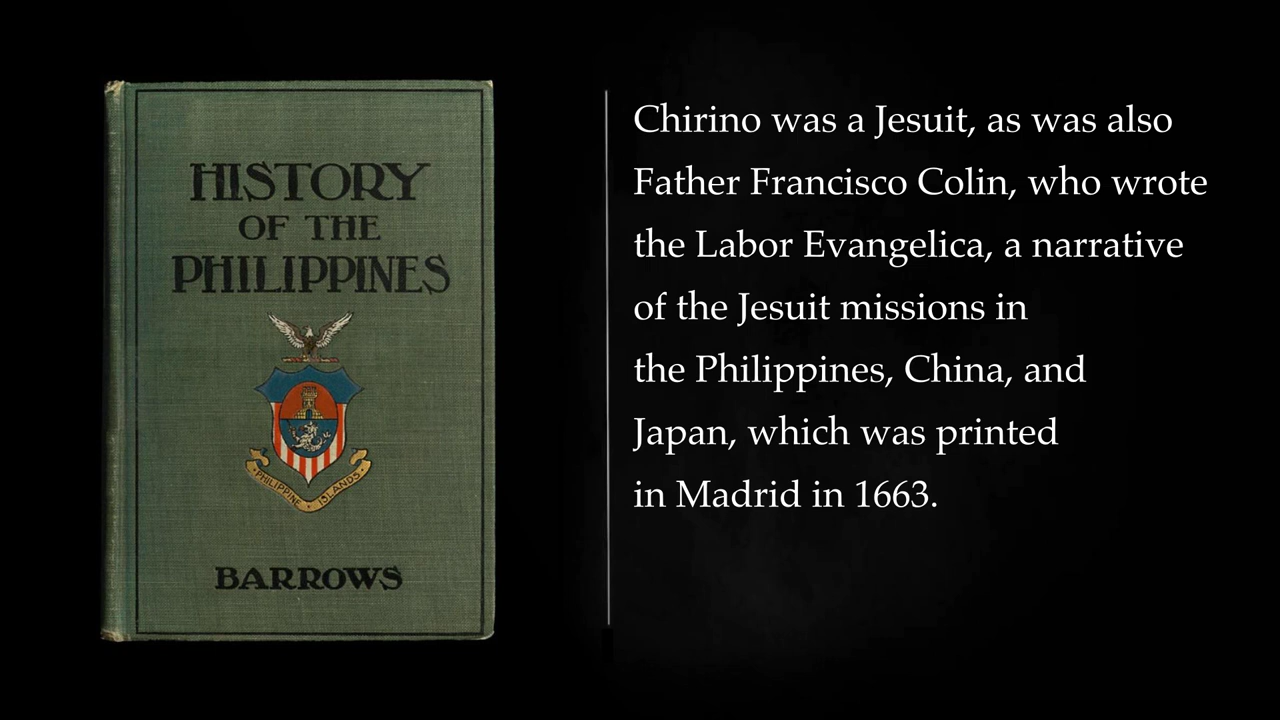 HISTORY
OF THE
PHILIPPINES
PHILIPPINE ISLANDS
BARROWS
Chirino was a Jesuit, as was also
Father Francisco Colin, who wrote
the Labor Evangelica, a narrative
of the Jesuit missions in
the Philippines, China, and
Japan, which was printed
in Madrid in 1663.